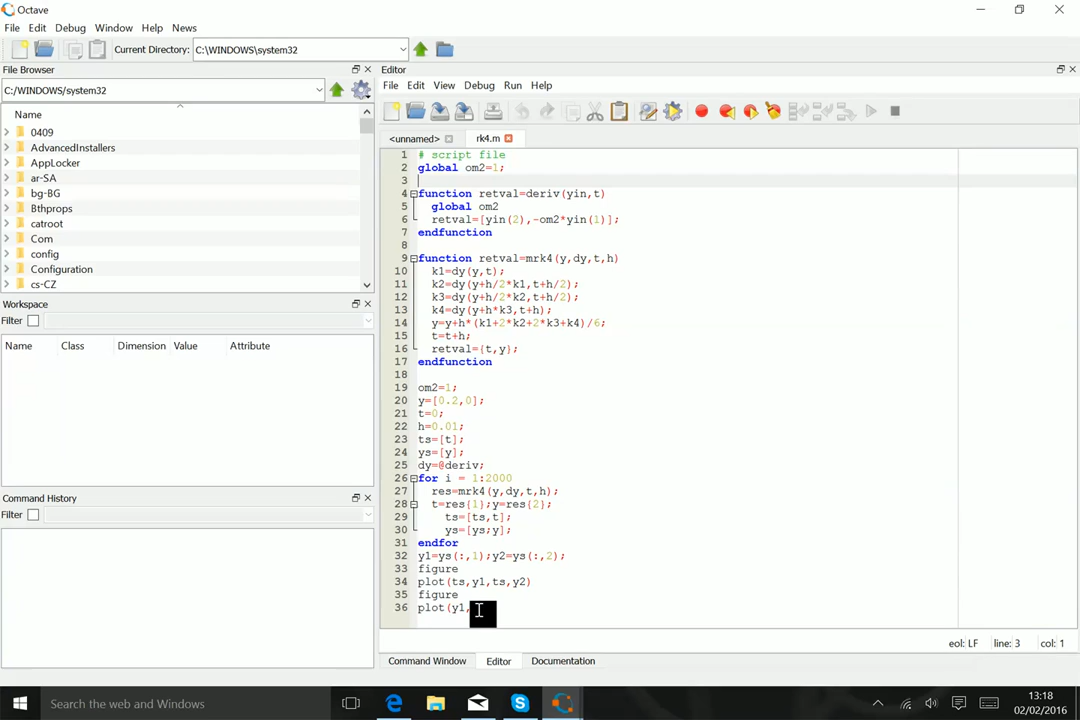 Octave
File Edit Debug Window Help News
Current Directory: C:\WINDOWS\system32
File Browser
C:/WINDOWS/system32
Name
0409
AdvancedInstallers
AppLocker
ar-SA
bg-BG
Bthprops
catroot
Com
config
Configuration
cs-CZ
Workspace
Filter
Name Class Dimension Value Attribute
Command History
Filter
Editor
File Edit View Debug Run Help
<unnamed> rk4.m
1 # script file
2 global om2=1;
3
4 function retval=deriv(yin,t)
5 global om2
6 retval=[yin(2),-om2*yin(1)];
7 endfunction
8
9 function retval=mrk4(y,dy,t,h)
10 k1=dy(y,t);
11 k2=dy(y+h/2*k1,t+h/2);
12 k3=dy(y+h/2*k2,t+h/2);
13 k4=dy(y+h*k3,t+h);
14 y=y+h*(k1+2*k2+2*k3+k4)/6;
15 t=t+h;
16 retval={t,y};
17 endfunction
18
19 om2=1;
20 y=[0.2,0];
21 t=0;
22 h=0.01;
23 ts=[t];
24 ys=[y];
25 dy=@deriv;
26 for i = 1:2000
27 res=mrk4(y,dy,t,h);
28 t=res{1};y=res{2};
29 ts=[ts,t];
30 ys=[ys;y];
31 endfor
32 y1=ys(:,1);y2=ys(:,2);
33 figure
34 plot(ts,y1,ts,y2)
35 figure
36 plot(y1,
eol: LF line: 3 col: 1
Command Window Editor Documentation
Search the web and Windows
13:18
02/02/2016